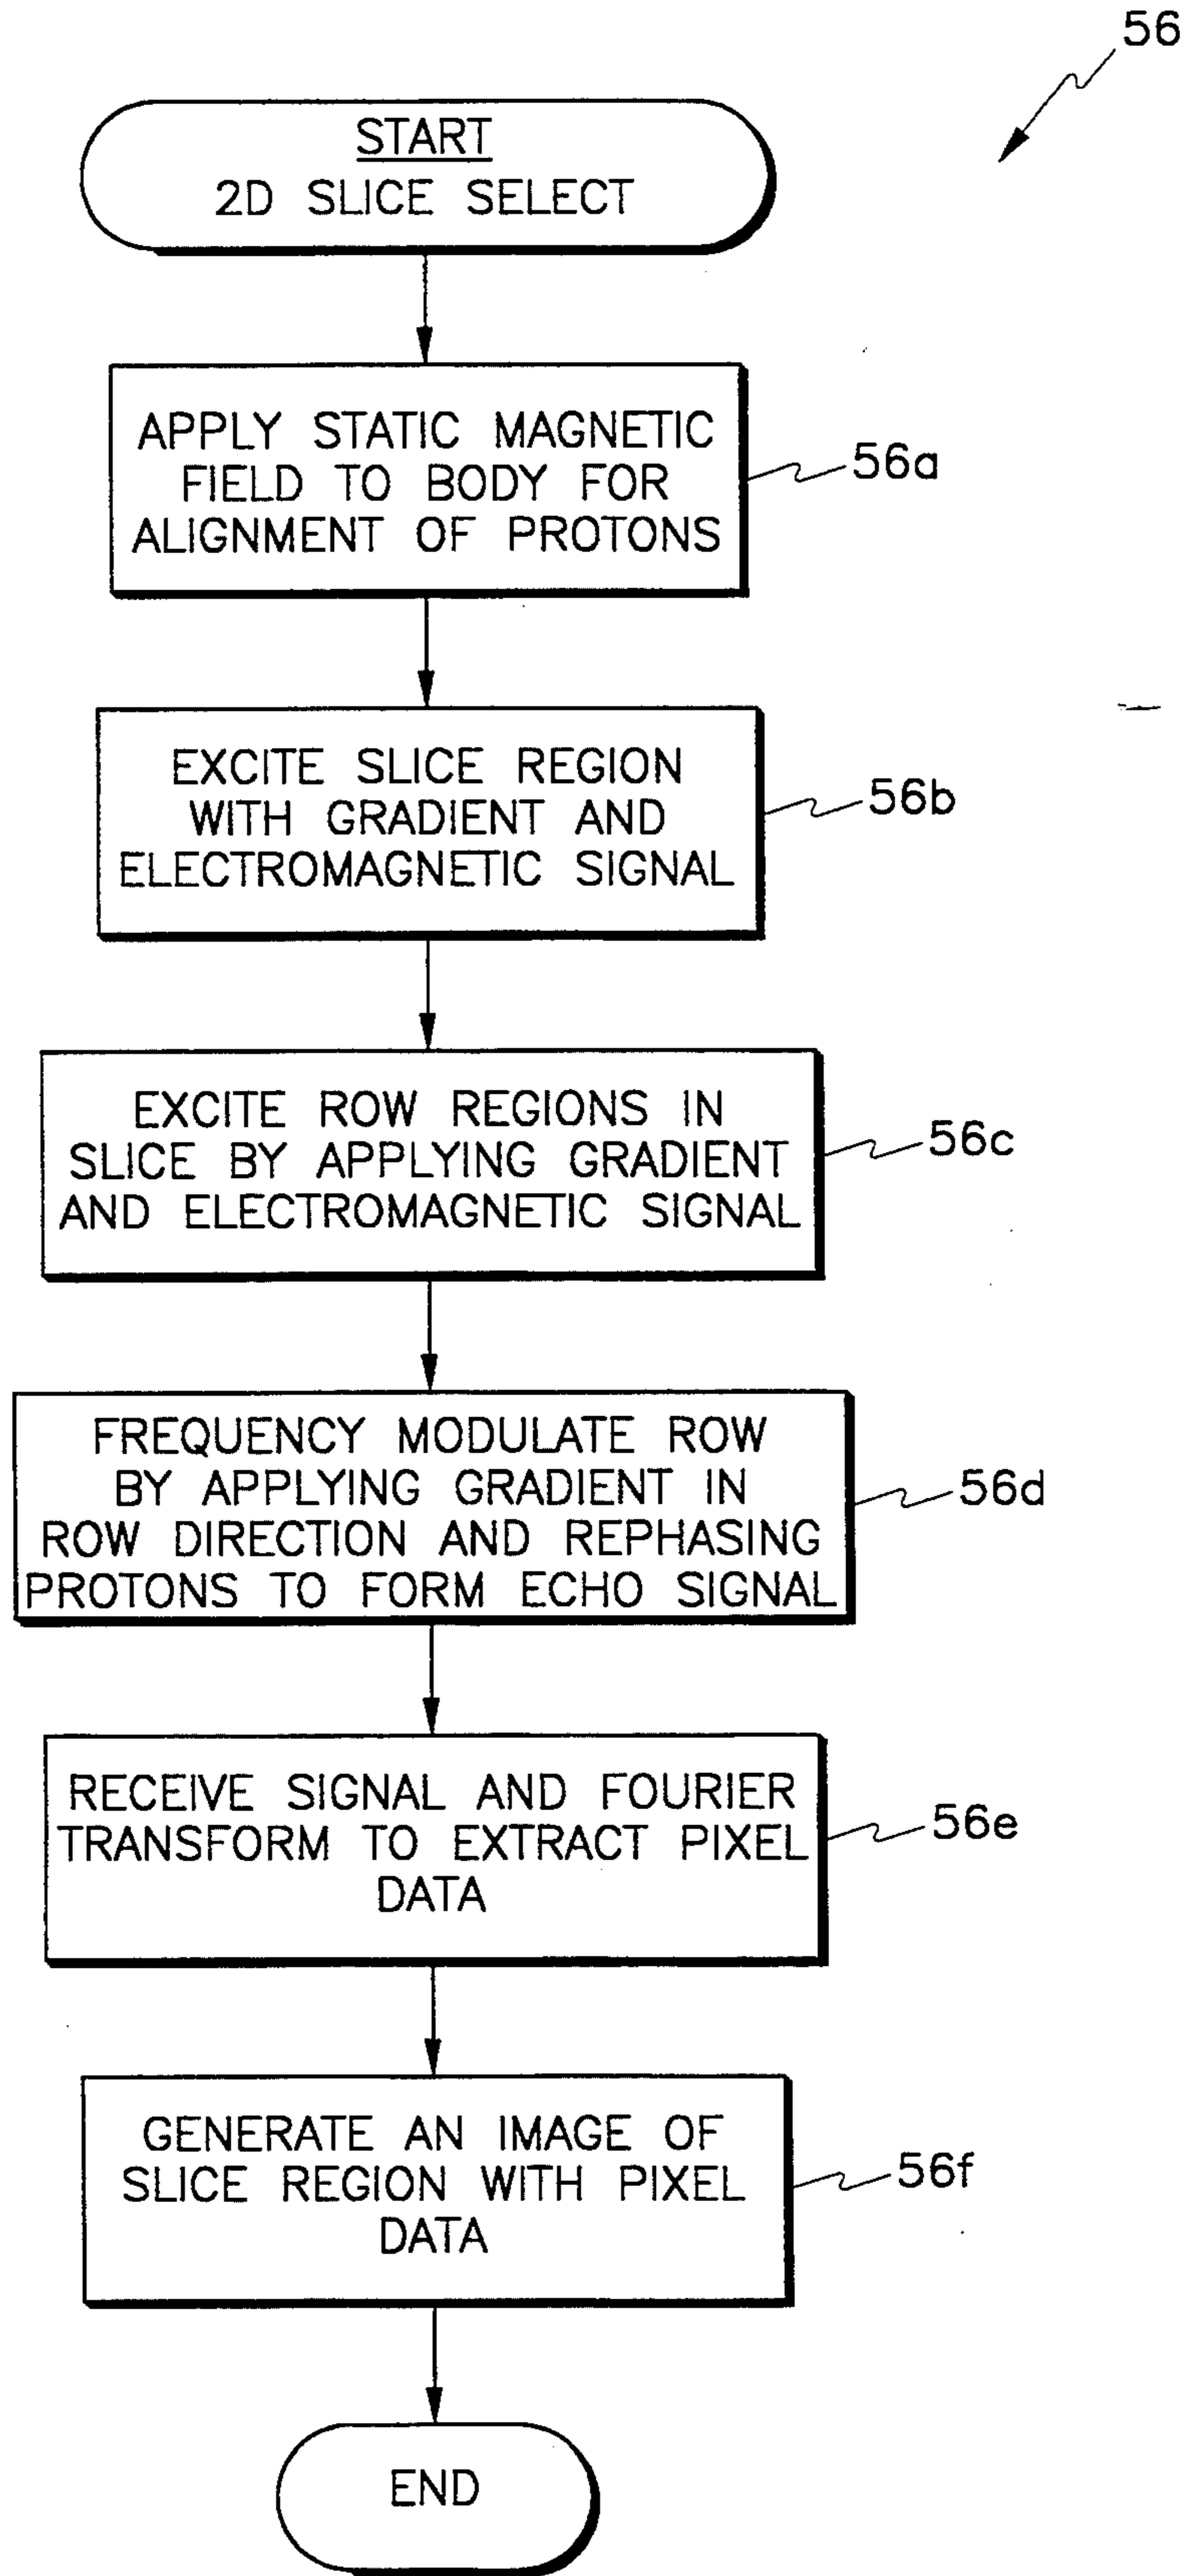 56
START
2D SLICE SELECT
APPLY STATIC MAGNETIC
FIELD TO BODY FOR
ALIGNMENT OF PROTONS
56a
EXCITE SLICE REGION
WITH GRADIENT AND
ELECTROMAGNETIC SIGNAL
56b
EXCITE ROW REGIONS IN
SLICE BY APPLYING GRADIENT
AND ELECTROMAGNETIC SIGNAL
56c
FREQUENCY MODULATE ROW
BY APPLYING GRADIENT IN
ROW DIRECTION AND REPHASING
PROTONS TO FORM ECHO SIGNAL
56d
RECEIVE SIGNAL AND FOURIER
TRANSFORM TO EXTRACT PIXEL
DATA
56e
GENERATE AN IMAGE OF
SLICE REGION WITH PIXEL
DATA
56f
END